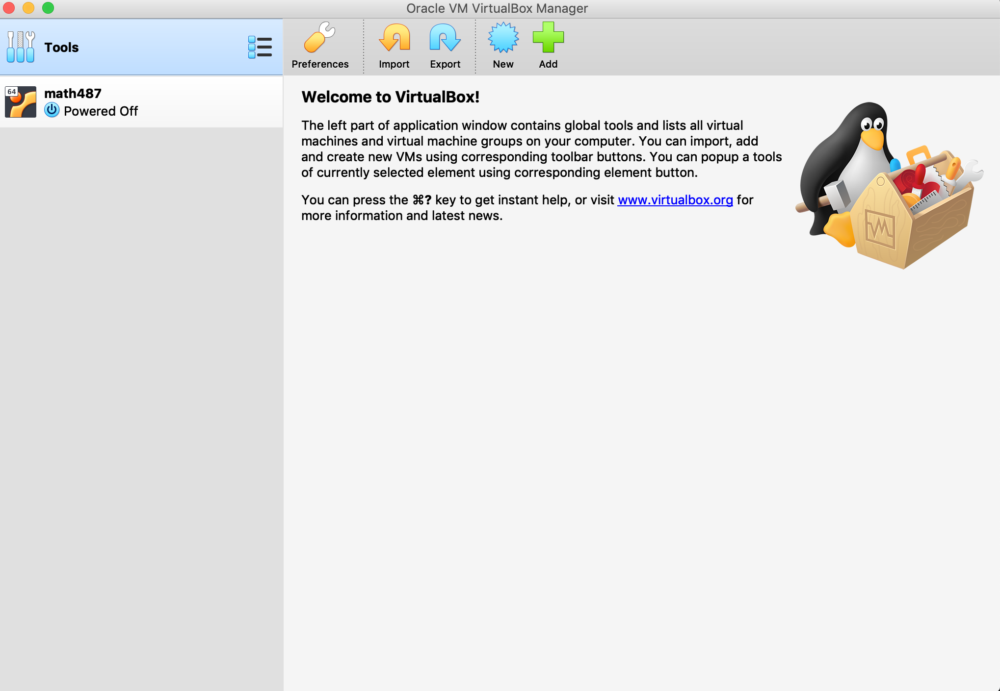 Oracle VM VirtualBox Manager
Tools
Preferences
Import
Export
New
Add
64
math487
Powered Off
Welcome to VirtualBox!
The left part of application window contains global tools and lists all virtual
machines and virtual machine groups on your computer. You can import, add
and create new VMs using corresponding toolbar buttons. You can popup a tools
of currently selected element using corresponding element button.
You can press the ⌘? key to get instant help, or visit www.virtualbox.org for
more information and latest news.